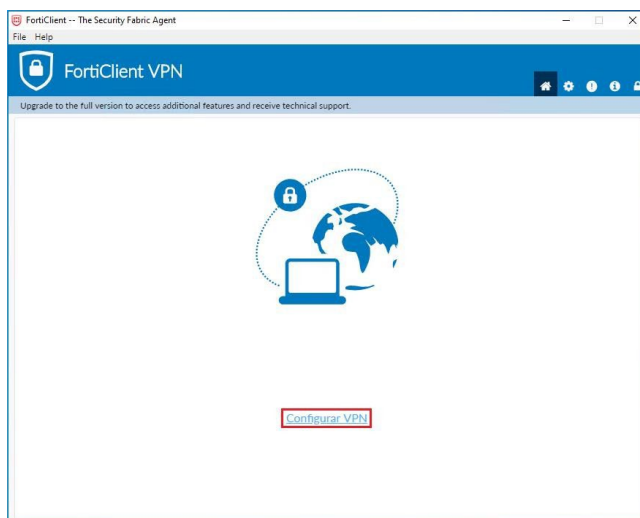 FortiClient -- The Security Fabric Agent
File Help
FortiClient VPN
Upgrade to the full version to access additional features and receive technical support.
Configurar VPN